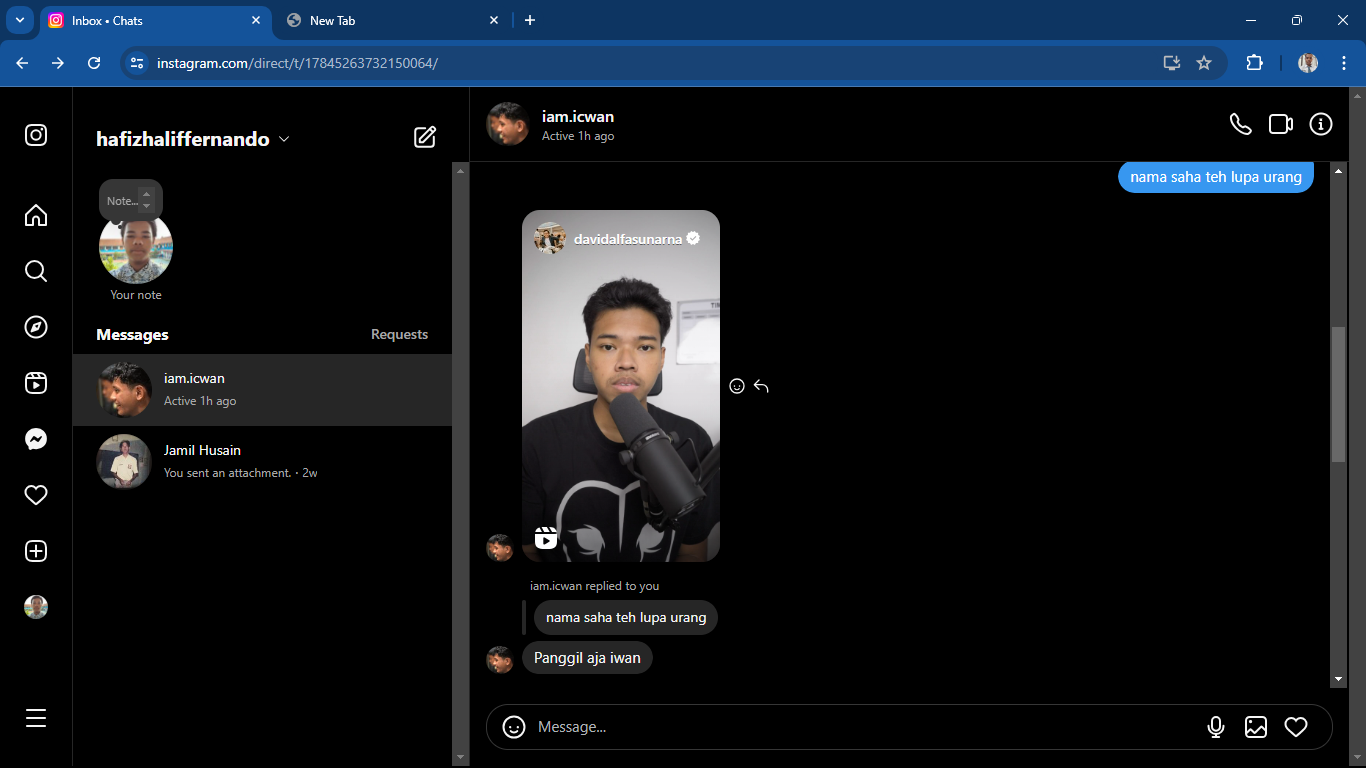 Inbox • Chats
New Tab
instagram.com/direct/t/17845263732150064/
hafizhaliffernando
Note...
Your note
Messages
Requests
iam.icwan
Active 1h ago
Jamil Husain
You sent an attachment. · 2w
iam.icwan
Active 1h ago
nama saha teh lupa urang
davidalfasunarna
iam.icwan replied to you
nama saha teh lupa urang
Panggil aja iwan
Message...